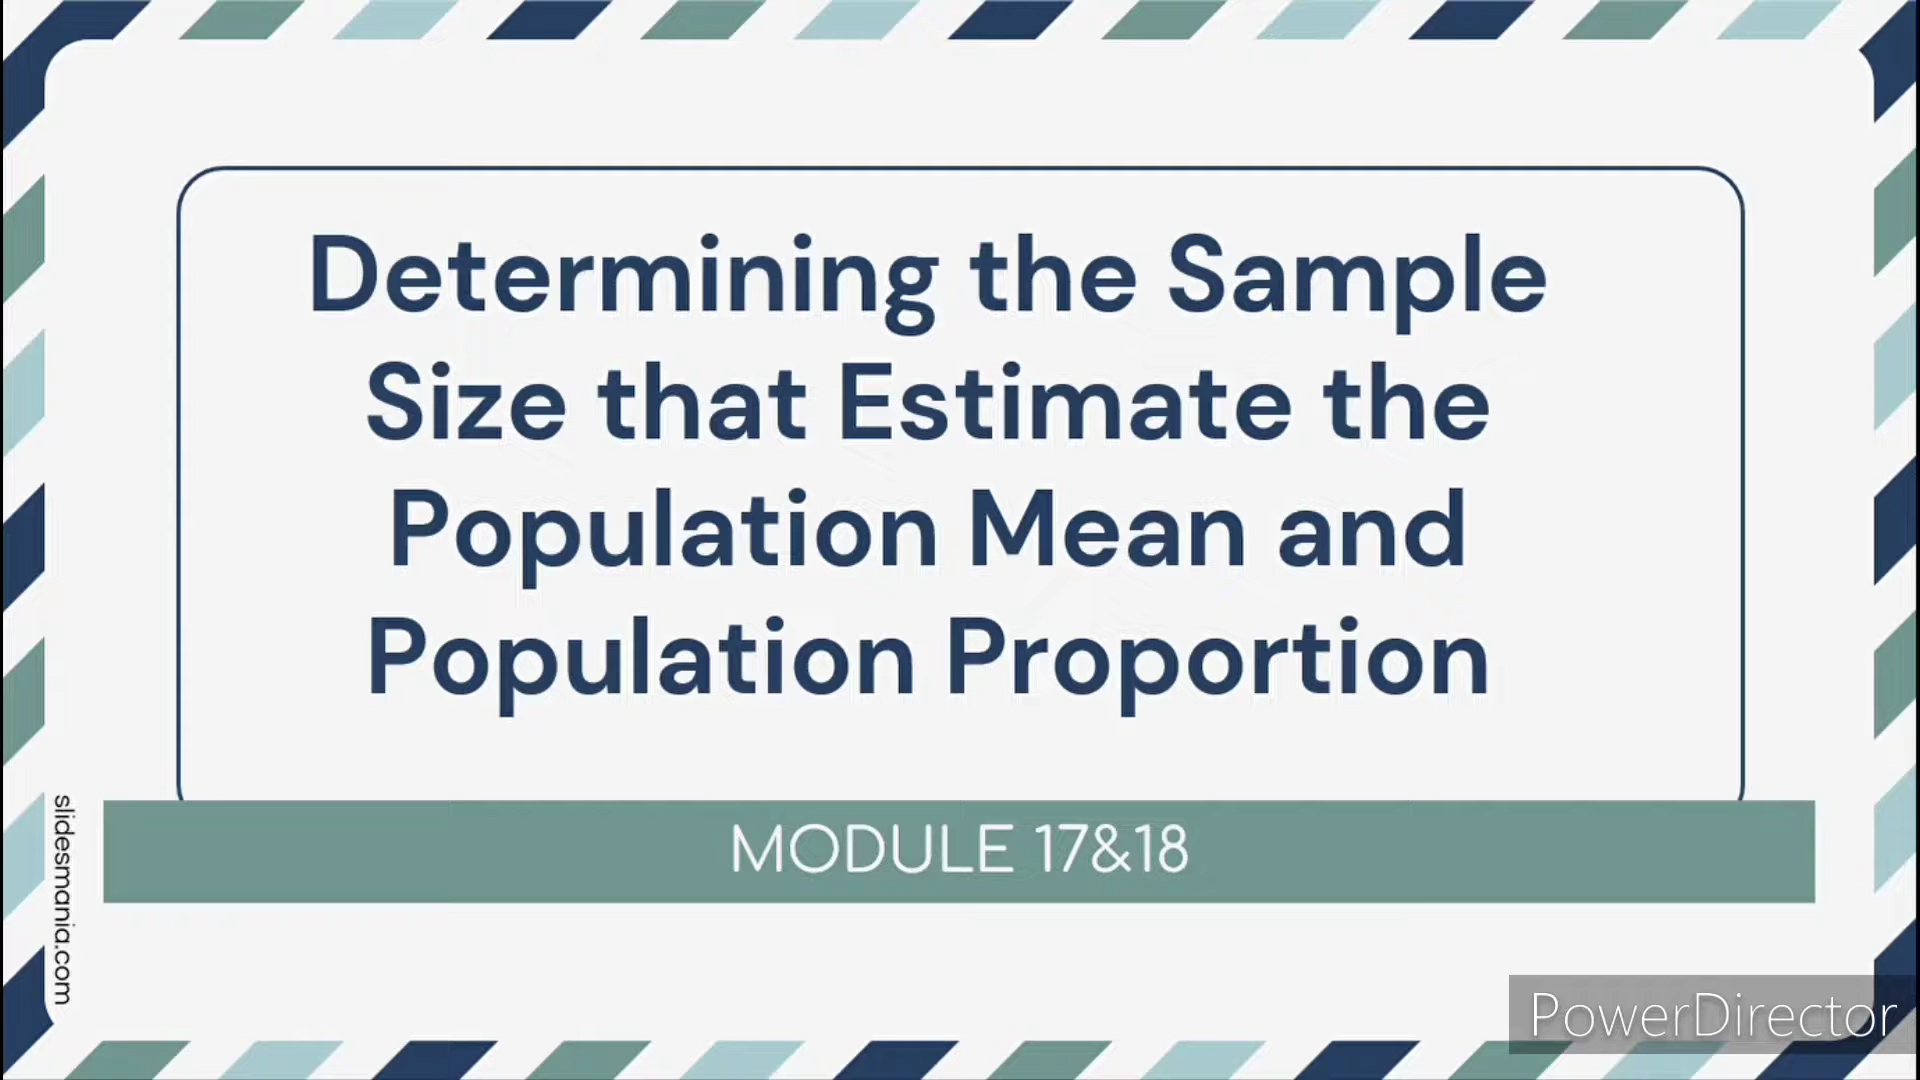 Determining the Sample
Size that Estimate the
Population Mean and
Population Proportion
MODULE 17&18
slidesmania.com
PowerDirector